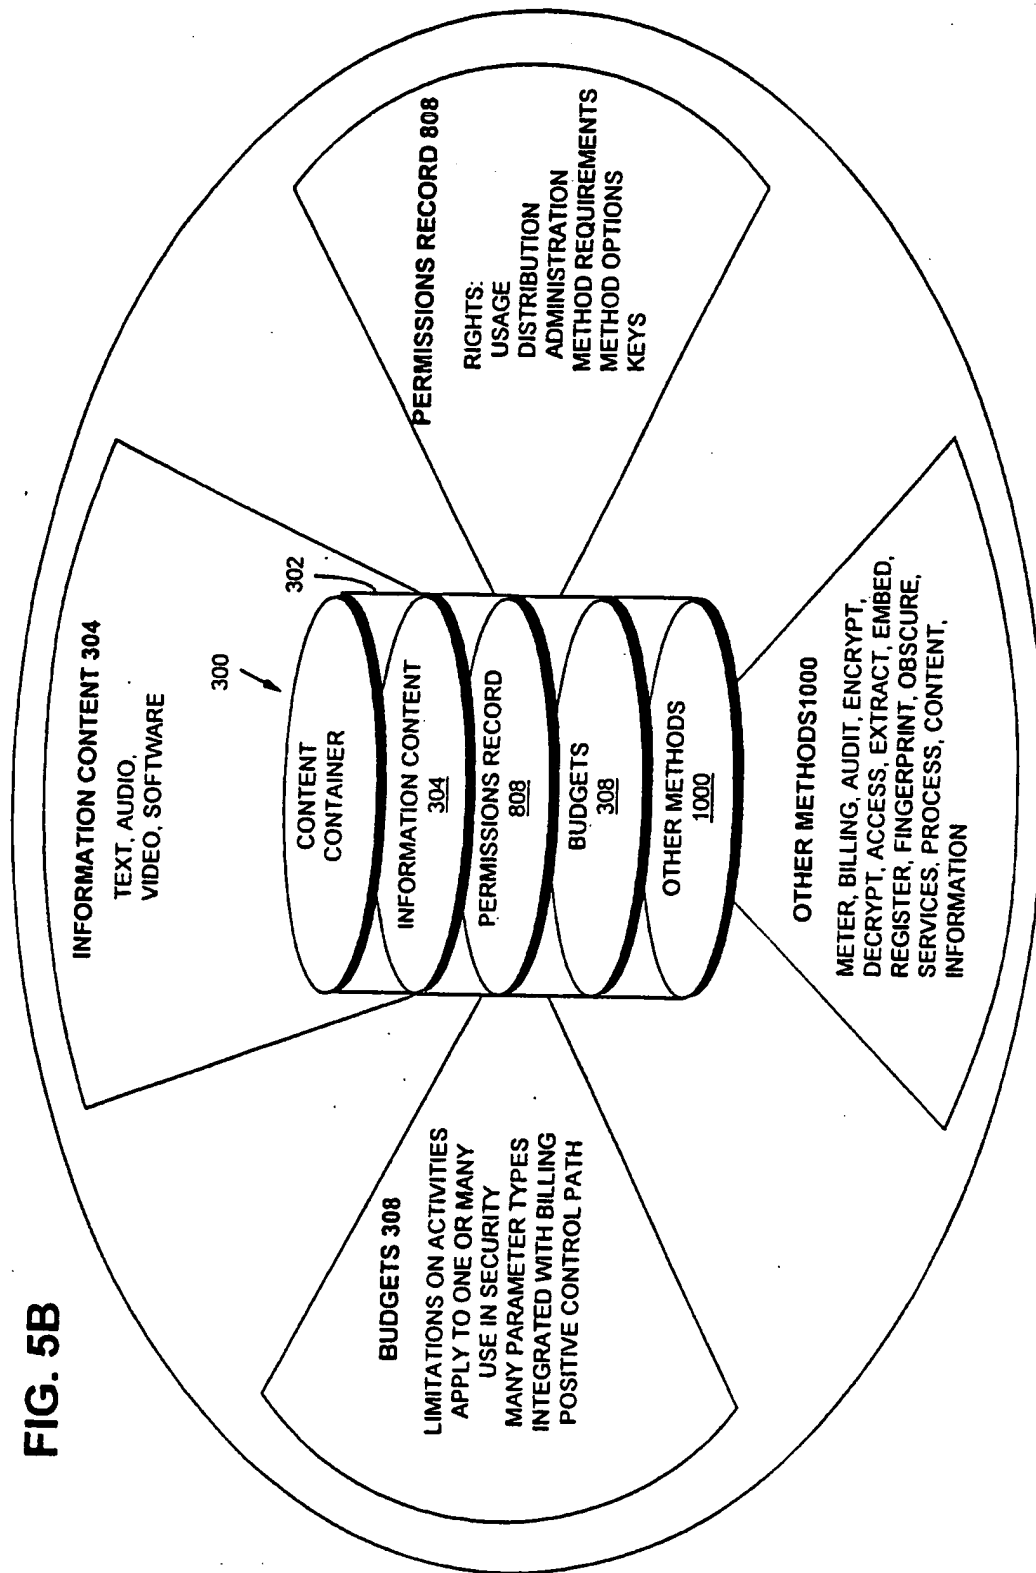 FIG. 5B
INFORMATION CONTENT 304
TEXT, AUDIO,
VIDEO, SOFTWARE
BUDGETS 308
LIMITATIONS ON ACTIVITIES
APPLY TO ONE OR MANY
USE IN SECURITY
MANY PARAMETER TYPES
INTEGRATED WITH BILLING
POSITIVE CONTROL PATH
300
302
CONTENT
CONTAINER
INFORMATION CONTENT
304
PERMISSIONS RECORD
808
BUDGETS
308
OTHER METHODS
1000
PERMISSIONS RECORD 808
RIGHTS:
USAGE
DISTRIBUTION
ADMINISTRATION
METHOD REQUIREMENTS
METHOD OPTIONS
KEYS
OTHER METHODS1000
METER, BILLING, AUDIT, ENCRYPT,
DECRYPT, ACCESS, EXTRACT, EMBED,
REGISTER, FINGERPRINT, OBSCURE,
SERVICES, PROCESS, CONTENT,
INFORMATION